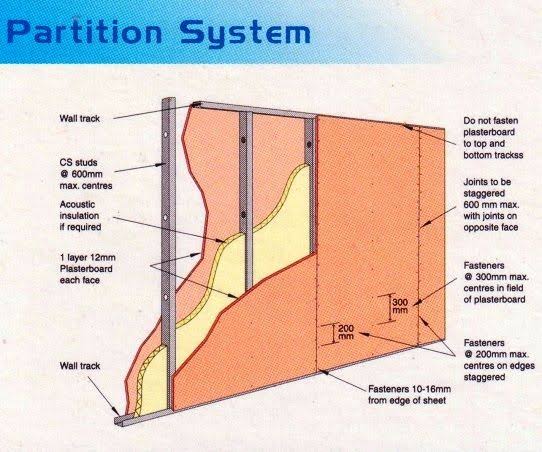 Partition System
Wall track
CS studs
@ 600mm
max. centres
Acoustic
insulation
if required
1 layer 12mm
Plasterboard
each face
Wall track
Do not fasten
plasterboard
to top and
bottom trackss
Joints to be
staggered
600 mm max.
with joints on
opposite face
Fasteners
@ 300mm max.
centres in field
of plasterboard
300
mm
200
mm
Fasteners
@ 200mm max.
centres on edges
staggered
Fasteners 10-16mm
from edge of sheet